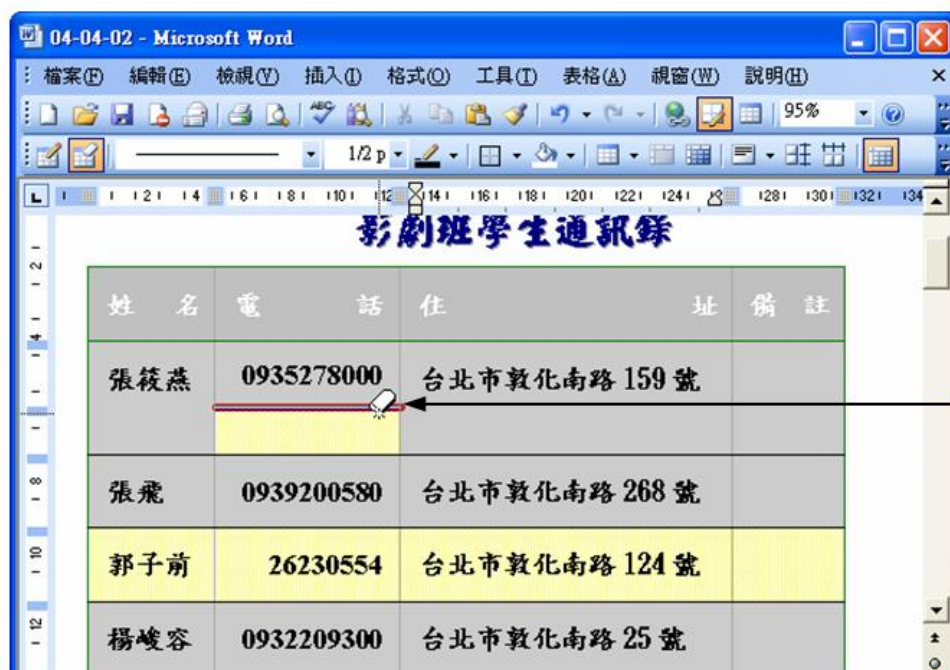 04-04-02 - Microsoft Word
檔案(F) 編輯(E) 檢視(V) 插入(I) 格式(O) 工具(T) 表格(A) 視窗(W) 說明(H)
95%
1/2 p
影劇班學生通訊錄
姓 名 電 話 住 址 備 註
張筱燕 0935278000 台北市敦化南路 159 號
張飛 0939200580 台北市敦化南路 268 號
郭子前 26230554 台北市敦化南路 124 號
楊峻容 0932209300 台北市敦化南路 25 號